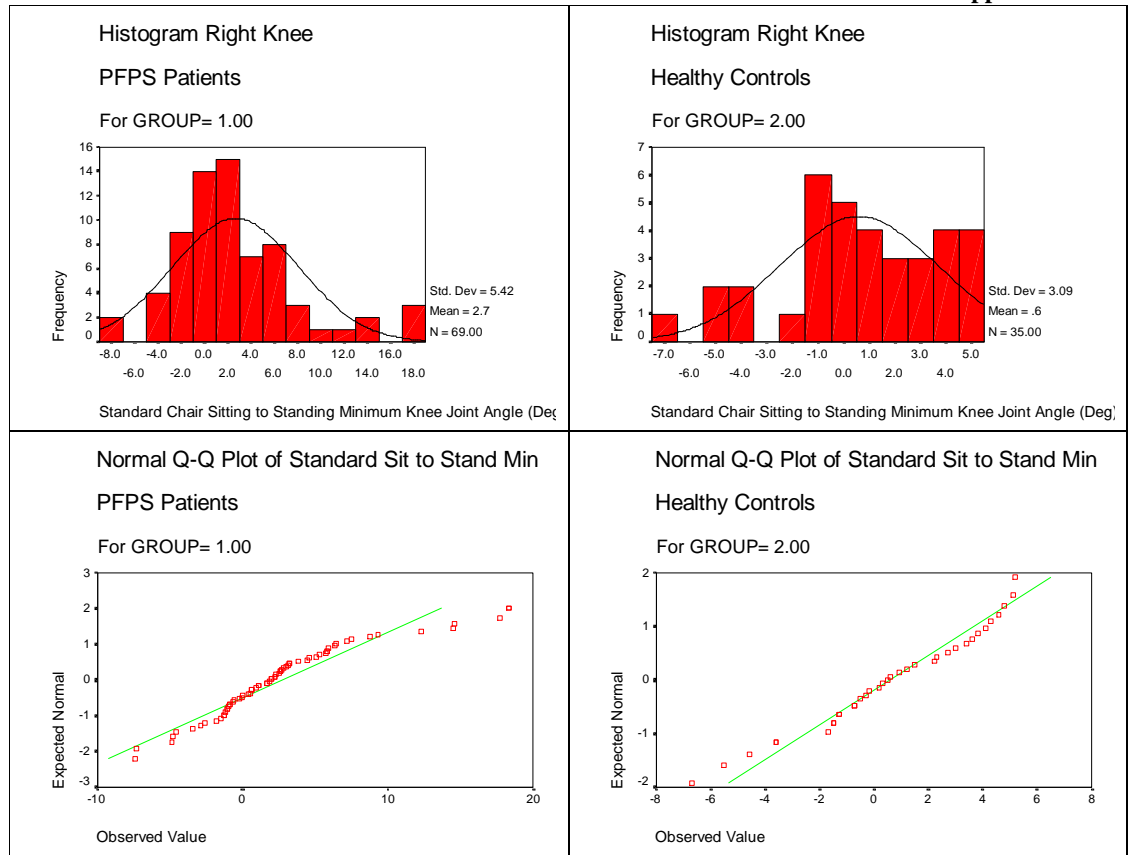 Histogram Right Knee
PFPS Patients
For GROUP= 1.00
16
14
12
10
8
6
4
2
0
Frequency
Std. Dev = 5.42
Mean = 2.7
N = 69.00
-8.0 -4.0 0.0 4.0 8.0 12.0 16.0
-6.0 -2.0 2.0 6.0 10.0 14.0 18.0
Standard Chair Sitting to Standing Minimum Knee Joint Angle (Deg
Histogram Right Knee
Healthy Controls
For GROUP= 2.00
7
6
5
4
3
2
1
0
Frequency
Std. Dev = 3.09
Mean = .6
N = 35.00
-7.0 -5.0 -3.0 -1.0 1.0 3.0 5.0
-6.0 -4.0 -2.0 0.0 2.0 4.0
Standard Chair Sitting to Standing Minimum Knee Joint Angle (Deg)
Normal Q-Q Plot of Standard Sit to Stand Min
PFPS Patients
For GROUP= 1.00
3
2
1
0
-1
-2
-3
Expected Normal
-10 0 10 20
Observed Value
Normal Q-Q Plot of Standard Sit to Stand Min
Healthy Controls
For GROUP= 2.00
2
1
0
-1
-2
Expected Normal
-8 -6 -4 -2 0 2 4 6 8
Observed Value